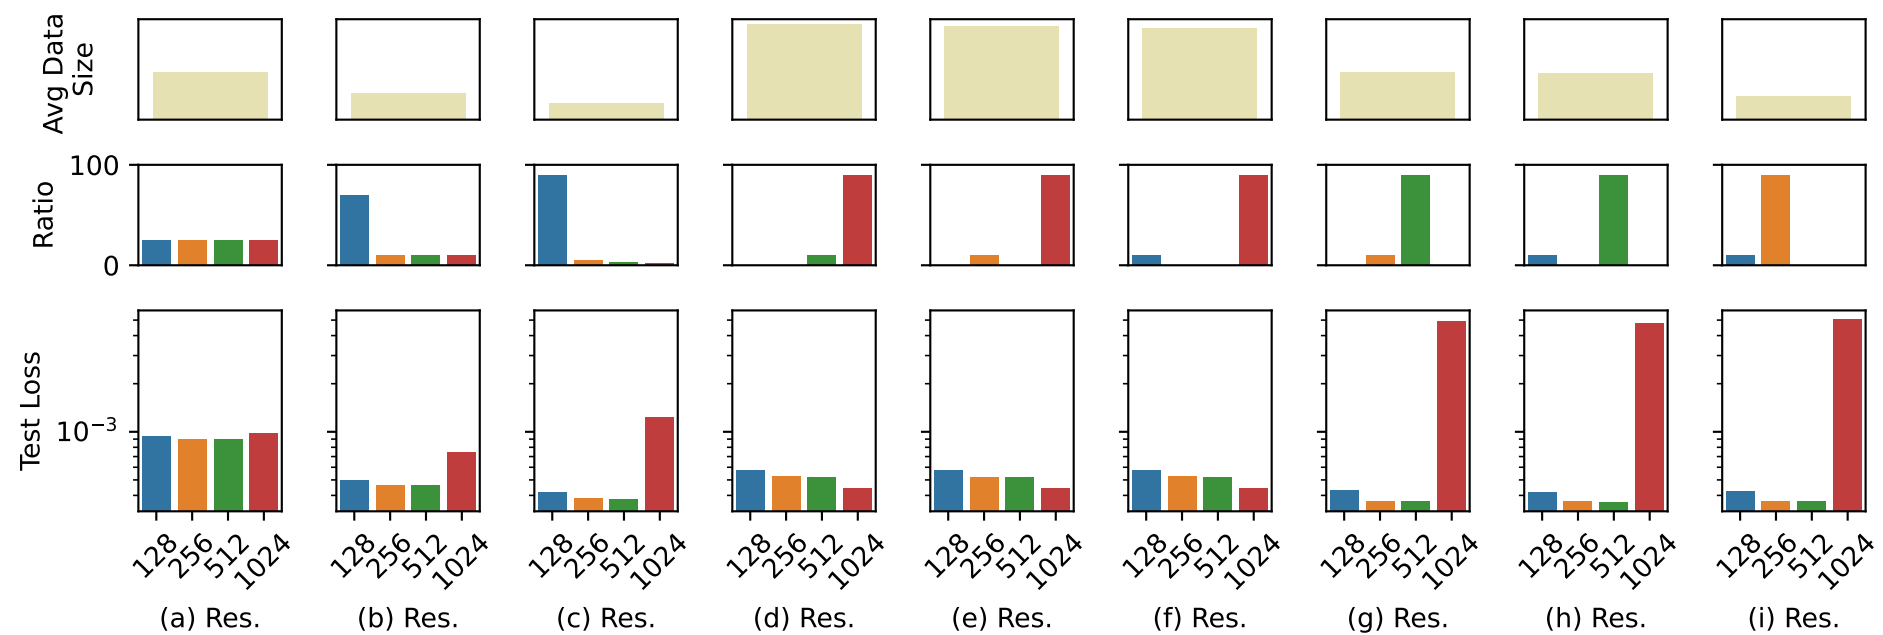 Avg Data
Size
Ratio
100
0
Test Loss
10⁻³
128 256 512 1024 128 256 512 1024 128 256 512 1024 128 256 512 1024 128 256 512 1024 128 256 512 1024 128 256 512 1024 128 256 512 1024 128 256 512 1024
(a) Res. (b) Res. (c) Res. (d) Res. (e) Res. (f) Res. (g) Res. (h) Res. (i) Res.